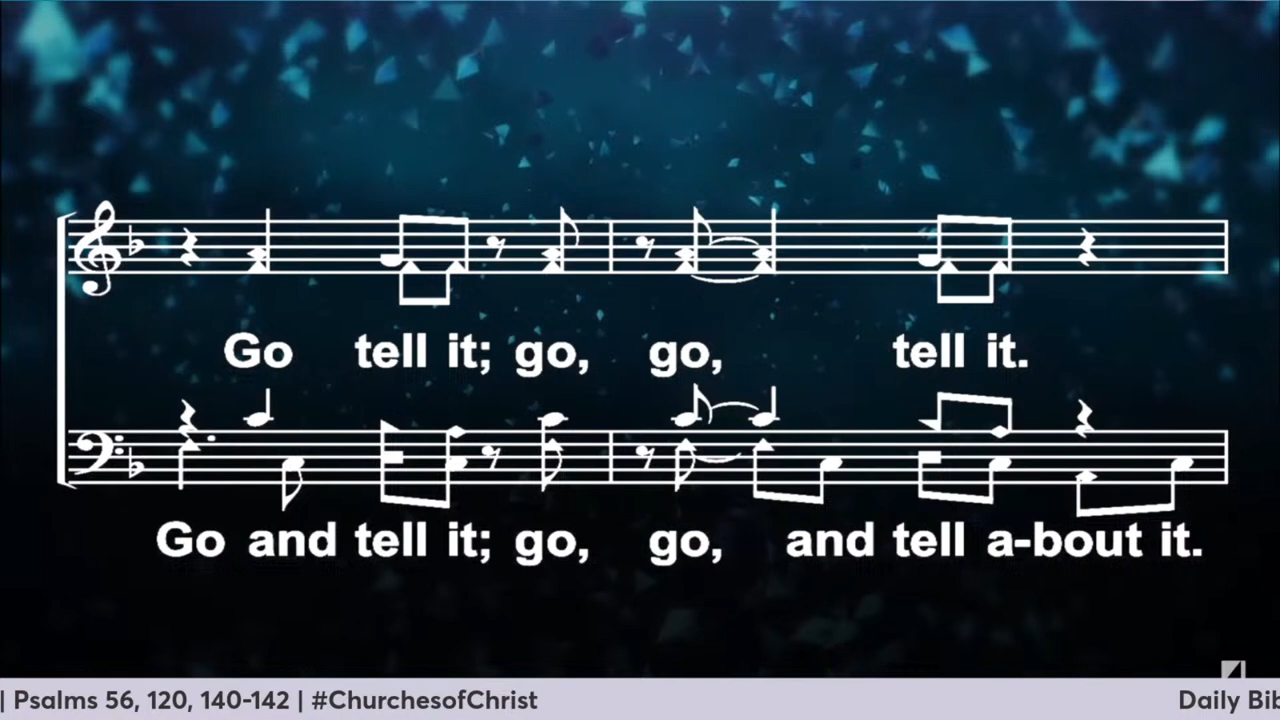 Go tell it; go, go, tell it.
Go and tell it; go, go, and tell a-bout it.
| Psalms 56, 120, 140-142 | #ChurchesofChrist Daily Bib